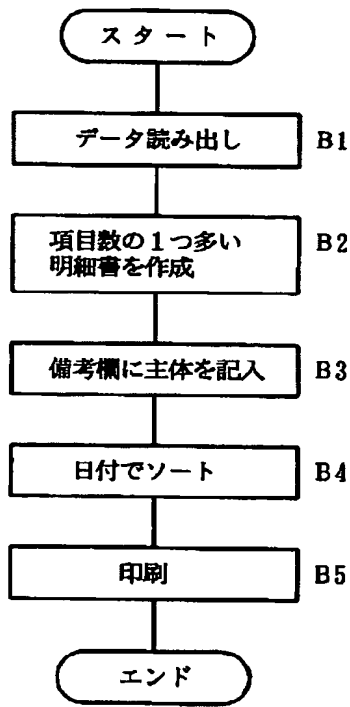 スタート
データ読み出し B1
項目数の1つ多い B2
明細書を作成
備考欄に主体を記入 B3
日付でソート B4
印刷 B5
エンド